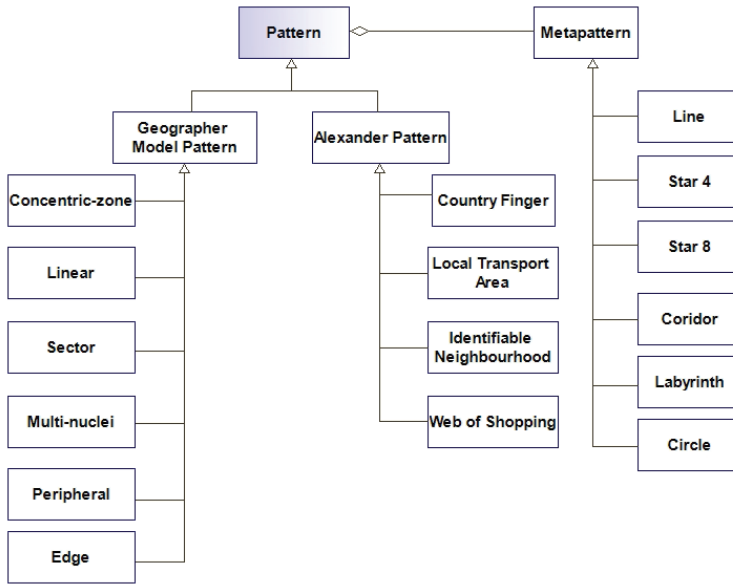 Pattern
Metapattern
Geographer
Model Pattern
Alexander Pattern
Line
Concentric-zone
Country Finger
Star 4
Linear
Local Transport
Area
Star 8
Sector
Identifiable
Neighbourhood
Coridor
Multi-nuclei
Web of Shopping
Labyrinth
Peripheral
Circle
Edge